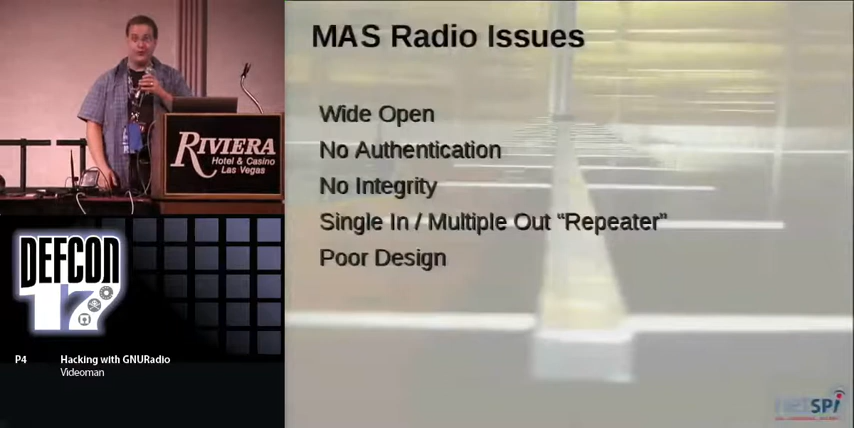 MAS Radio Issues
Wide Open
No Authentication
No Integrity
Single In / Multiple Out “Repeater”
Poor Design
RIVIERA
Hotel & Casino
Las Vegas
DEFCON
17
P4 Hacking with GNURadio
Videoman
netSPi